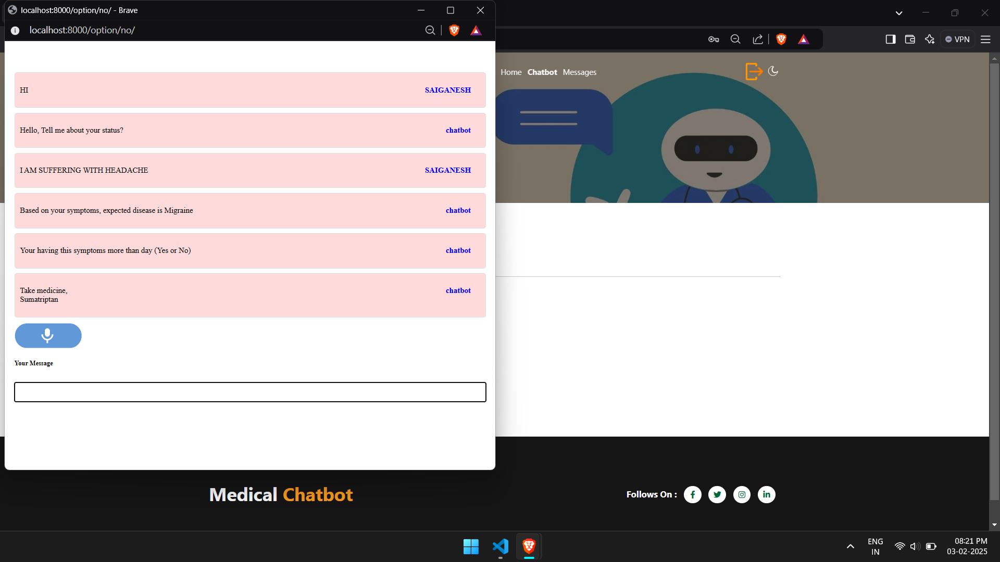 localhost:8000/option/no/ - Brave
localhost:8000/option/no/
VPN
Home Chatbot Messages
HI SAIGANESH
Hello, Tell me about your status? chatbot
I AM SUFFERING WITH HEADACHE SAIGANESH
Based on your symptoms, expected disease is Migraine chatbot
Your having this symptoms more than day (Yes or No) chatbot
Take medicine, chatbot
Sumatriptan
Your Message
Medical Chatbot
Follows On :
ENG
IN
08:21 PM
03-02-2025